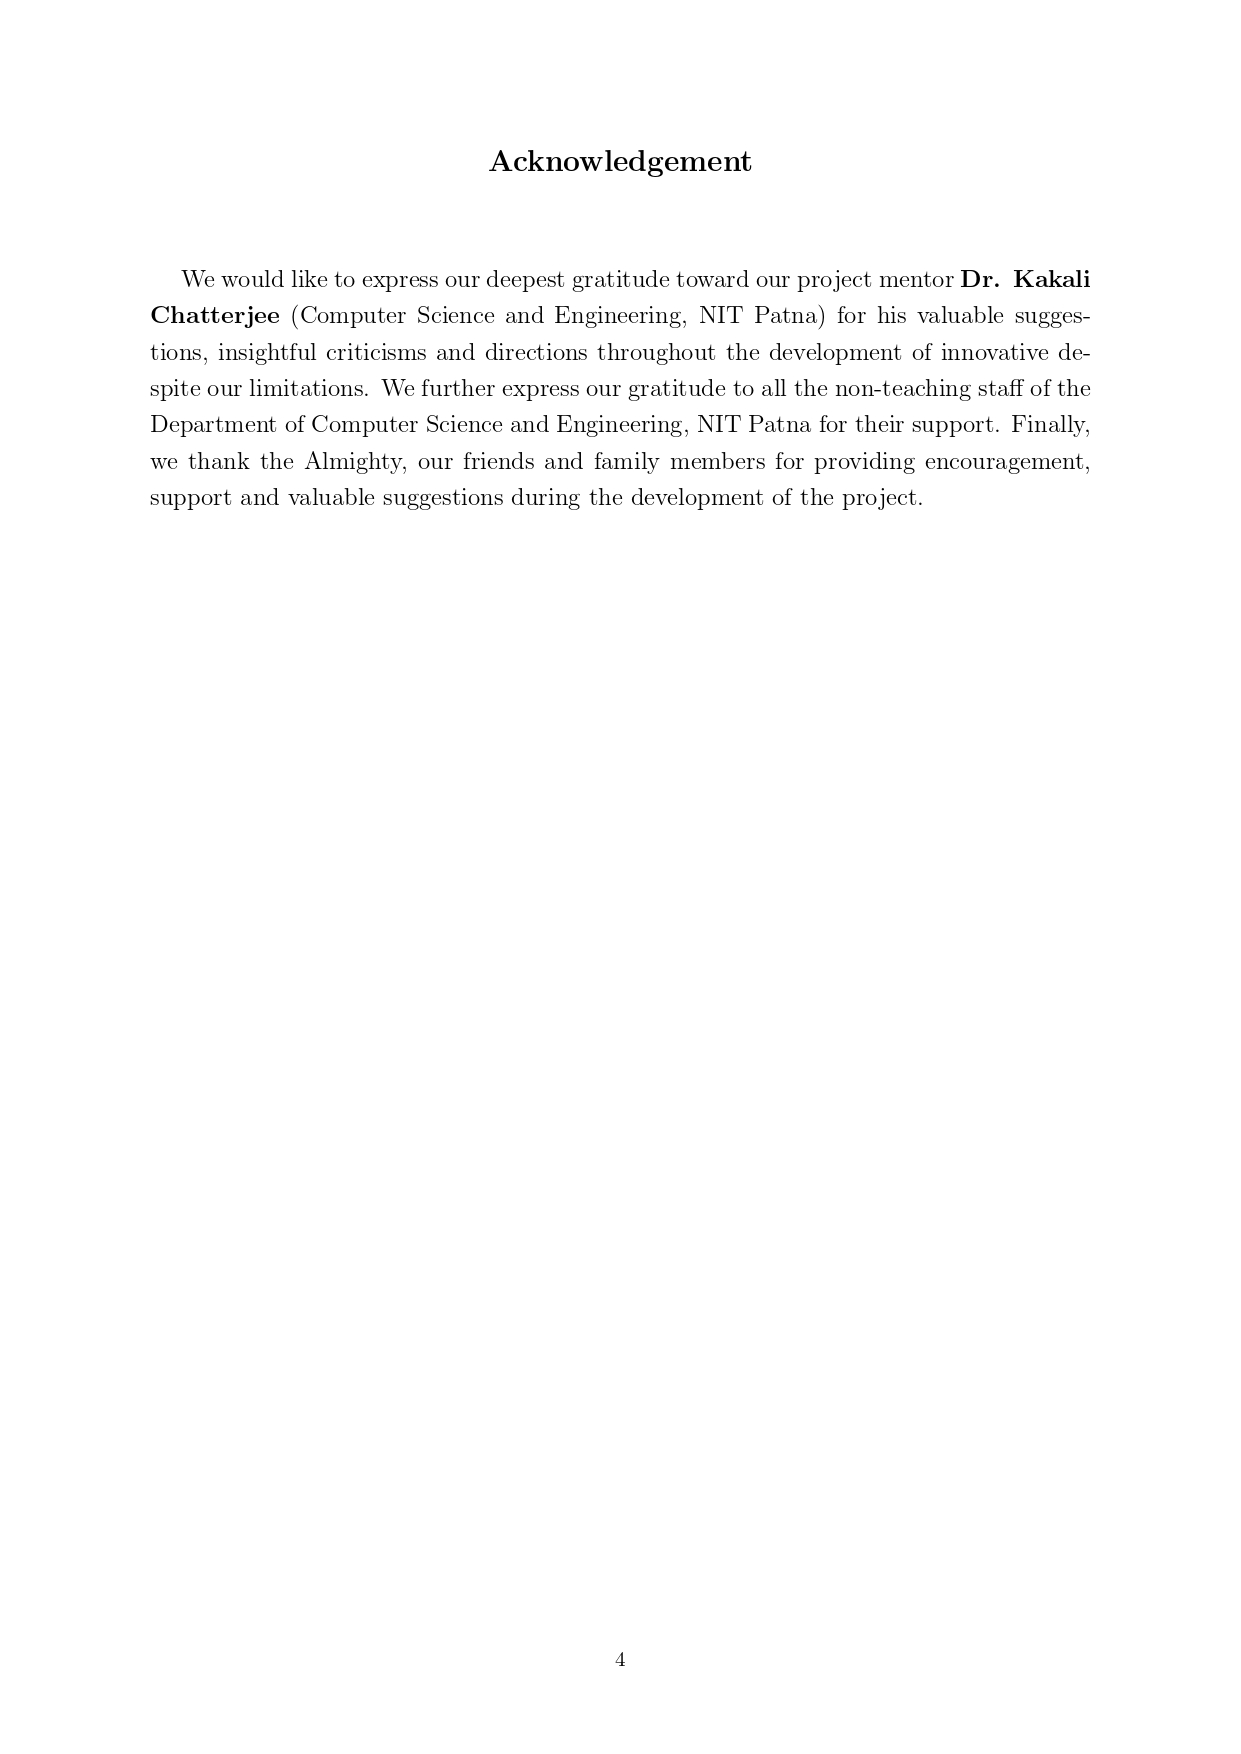 Acknowledgement
We would like to express our deepest gratitude toward our project mentor Dr. Kakali
Chatterjee (Computer Science and Engineering, NIT Patna) for his valuable sugges-
tions, insightful criticisms and directions throughout the development of innovative de-
spite our limitations. We further express our gratitude to all the non-teaching staff of the
Department of Computer Science and Engineering, NIT Patna for their support. Finally,
we thank the Almighty, our friends and family members for providing encouragement,
support and valuable suggestions during the development of the project.
4